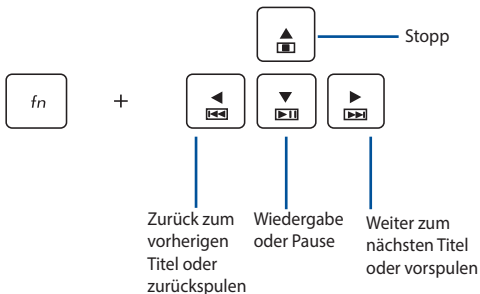 Stopp
fn
+
Zurück zum
vorherigen
Titel oder
zurückspulen
Wiedergabe
oder Pause
Weiter zum
nächsten Titel
oder vorspulen